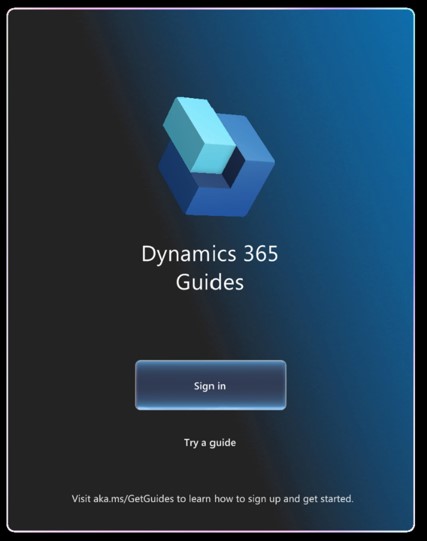 Dynamics 365
Guides
Sign in
Try a guide
Visit aka.ms/GetGuides to learn how to sign up and get started.